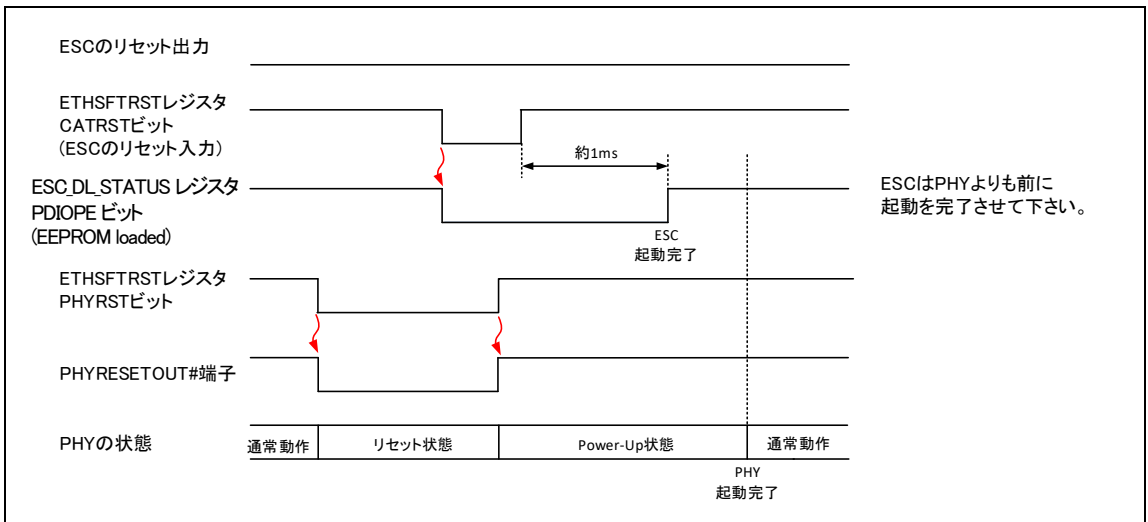 ESCのリセット出力
ETHSFTRSTレジスタ
CATRSTビット
(ESCのリセット入力)
約1ms
ESC_DL_STATUS レジスタ
PDIOPE ビット
(EEPROM loaded)
ESCはPHYよりも前に
起動を完了させて下さい。
ESC
起動完了
ETHSFTRSTレジスタ
PHYRSTビット
PHYRESETOUT#端子
PHYの状態
通常動作
リセット状態
Power-Up状態
通常動作
PHY
起動完了